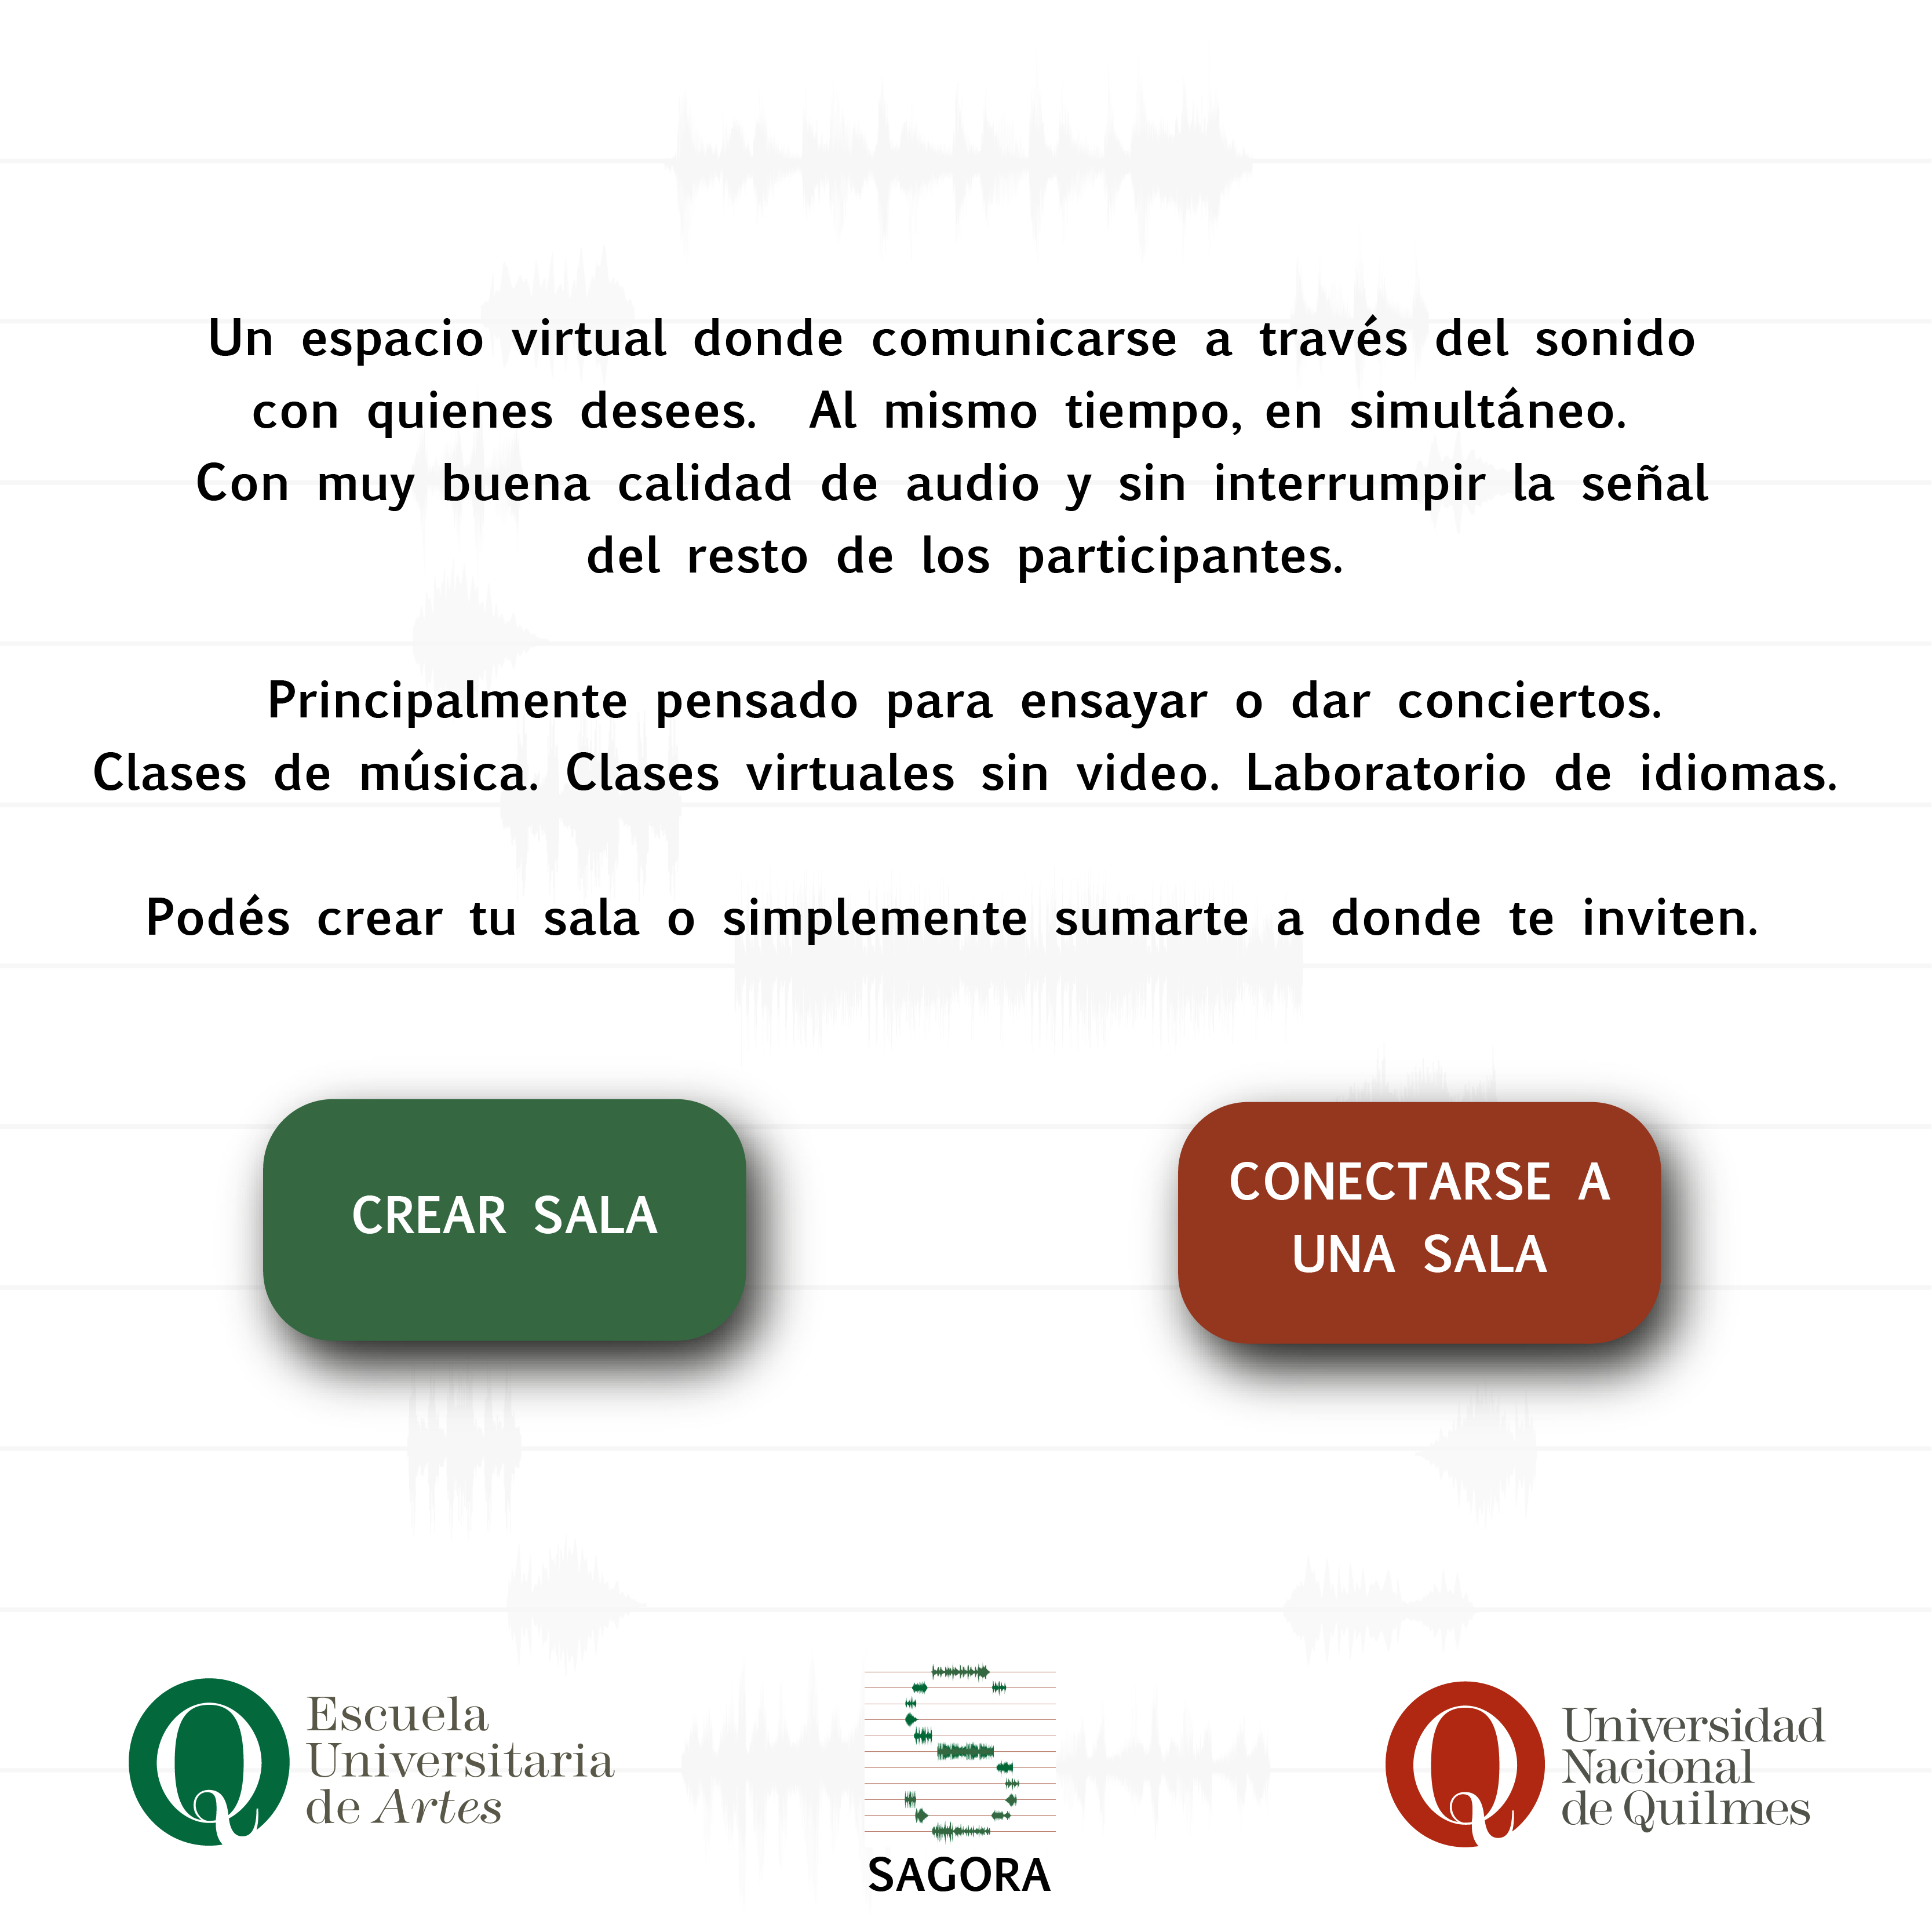 Un espacio virtual donde comunicarse a través del sonido
con quienes desees. Al mismo tiempo, en simultáneo.
Con muy buena calidad de audio y sin interrumpir la señal
del resto de los participantes.
Principalmente pensado para ensayar o dar conciertos.
Clases de música. Clases virtuales sin video. Laboratorio de idiomas.
Podés crear tu sala o simplemente sumarte a donde te inviten.
CREAR SALA
CONECTARSE A
UNA SALA
Q
Escuela
Universitaria
de Artes
SAGORA
Q
Universidad
Nacional
de Quilmes